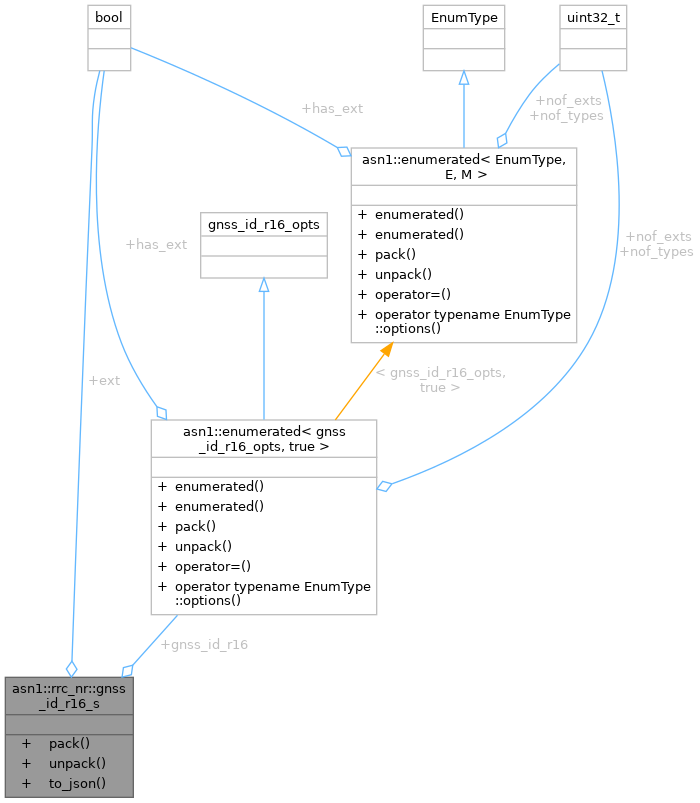 bool
EnumType
uint32_t
+has_ext
+nof_exts
+nof_types
asn1::enumerated< EnumType,
E, M >
+ enumerated()
+ enumerated()
+ pack()
+ unpack()
+ operator=()
+ operator typename EnumType
::options()
gnss_id_r16_opts
+has_ext
+nof_exts
+nof_types
+ext
< gnss_id_r16_opts,
true >
asn1::enumerated< gnss
_id_r16_opts, true >
+ enumerated()
+ enumerated()
+ pack()
+ unpack()
+ operator=()
+ operator typename EnumType
::options()
+gnss_id_r16
asn1::rrc_nr::gnss
_id_r16_s
+ pack()
+ unpack()
+ to_json()